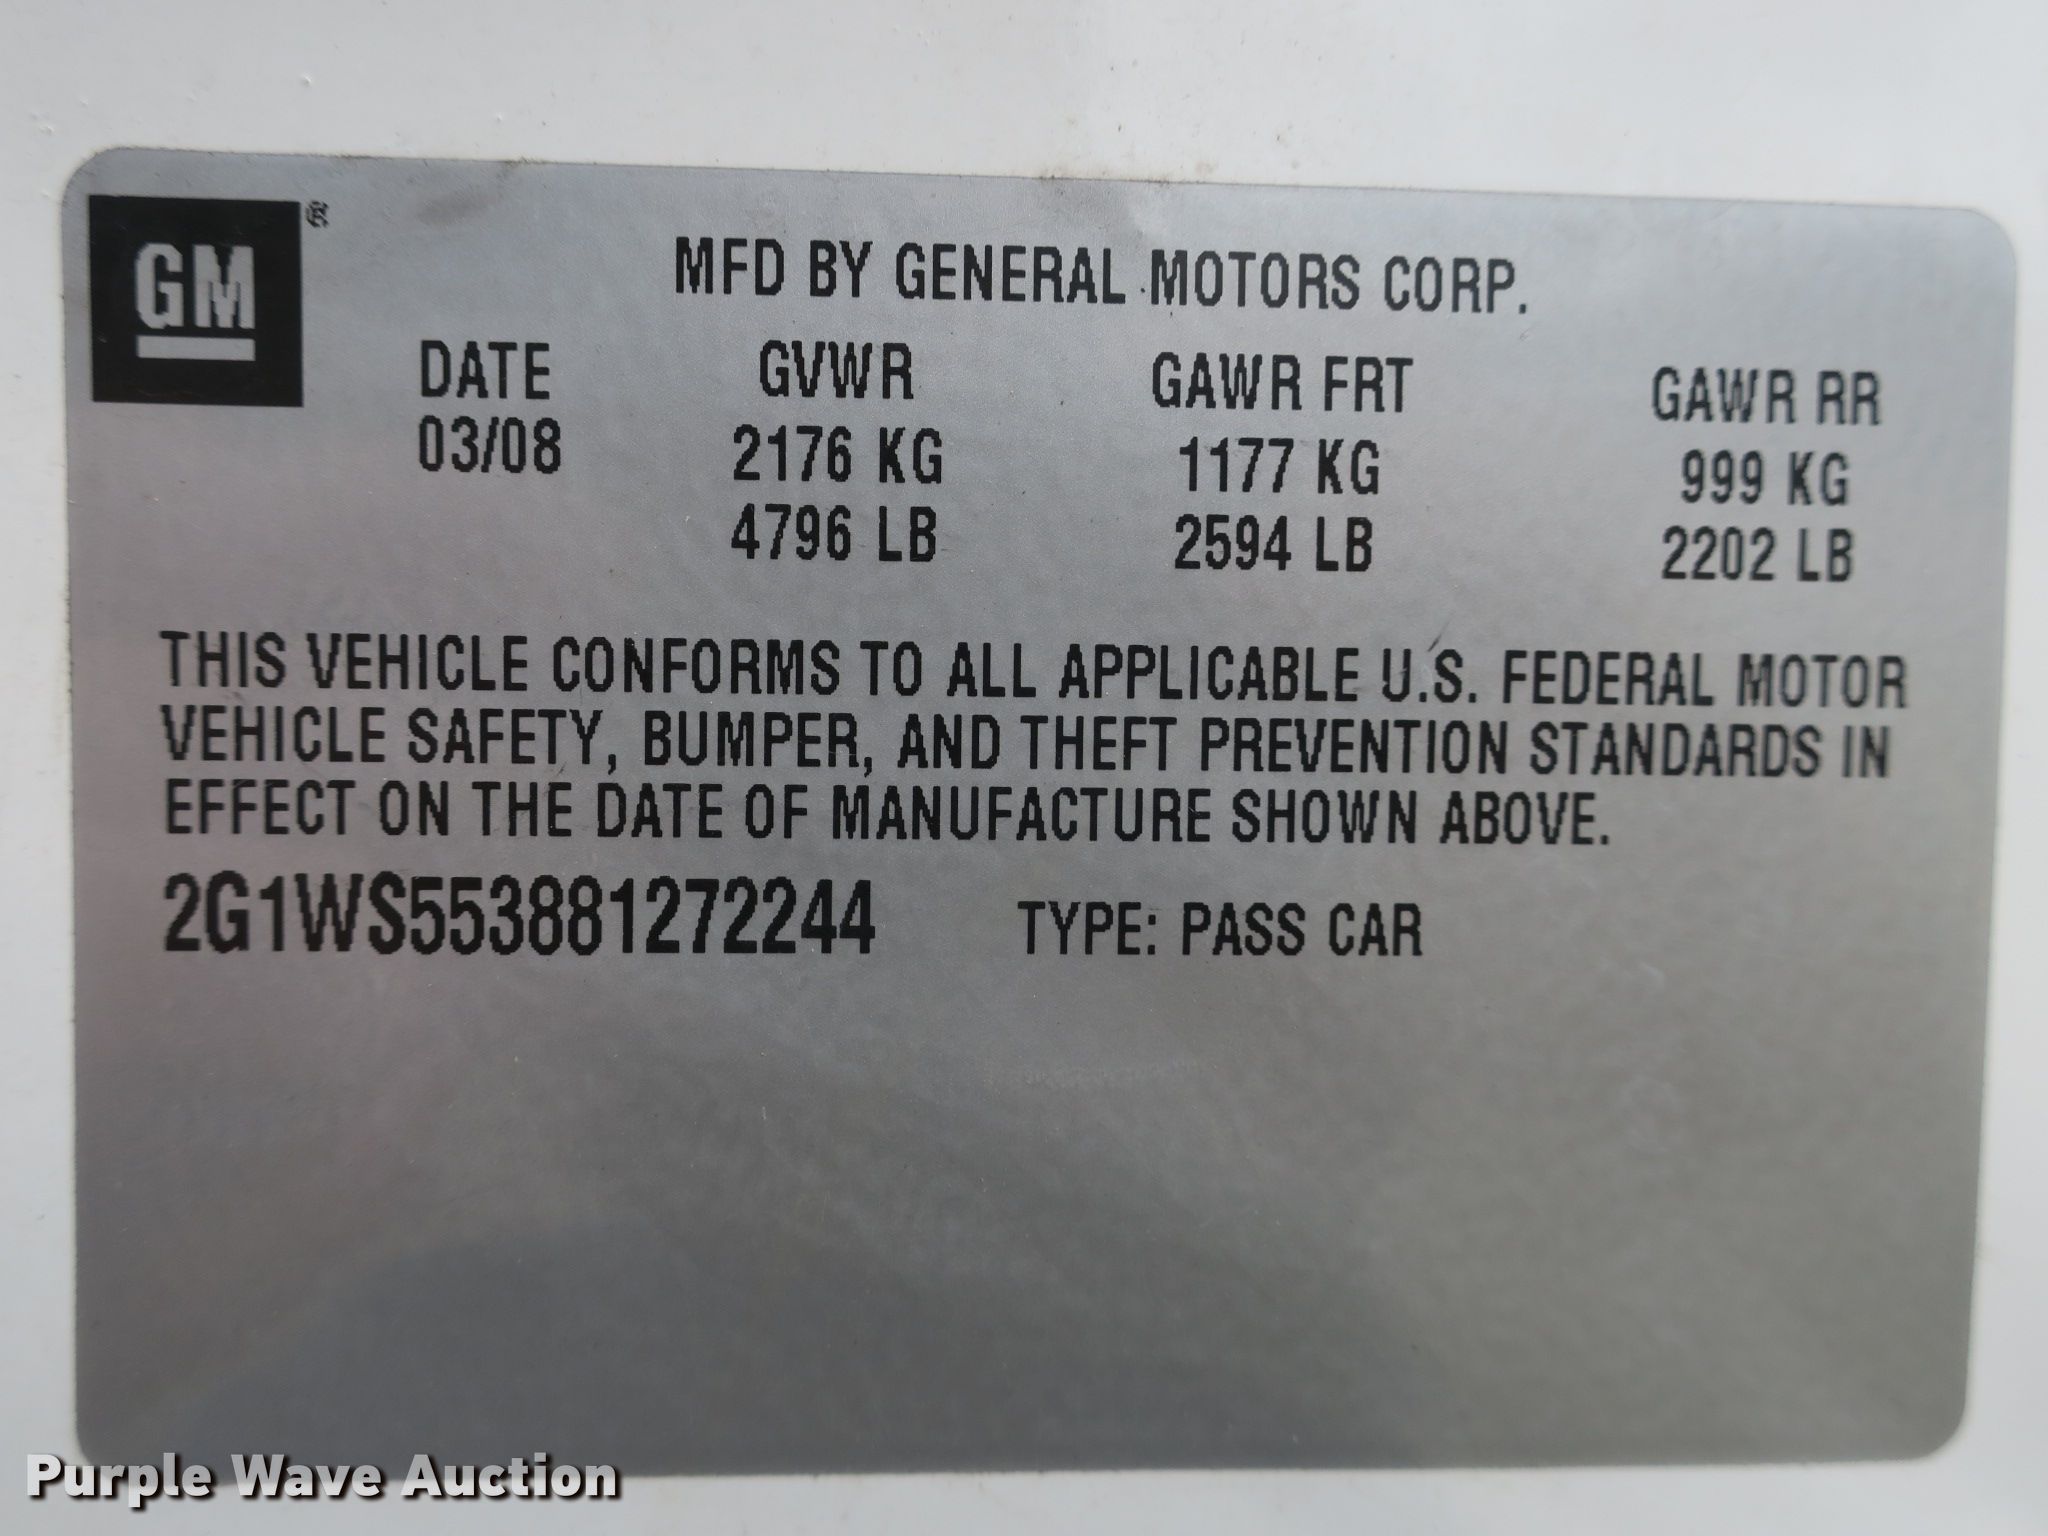 GM®
MFD BY GENERAL MOTORS CORP.
DATE GVWR GAWR FRT GAWR RR
03/08 2176 KG 1177 KG 999 KG
4796 LB 2594 LB 2202 LB
THIS VEHICLE CONFORMS TO ALL APPLICABLE U.S. FEDERAL MOTOR
VEHICLE SAFETY, BUMPER, AND THEFT PREVENTION STANDARDS IN
EFFECT ON THE DATE OF MANUFACTURE SHOWN ABOVE.
2G1WS553881272244 TYPE: PASS CAR
Purple Wave Auction